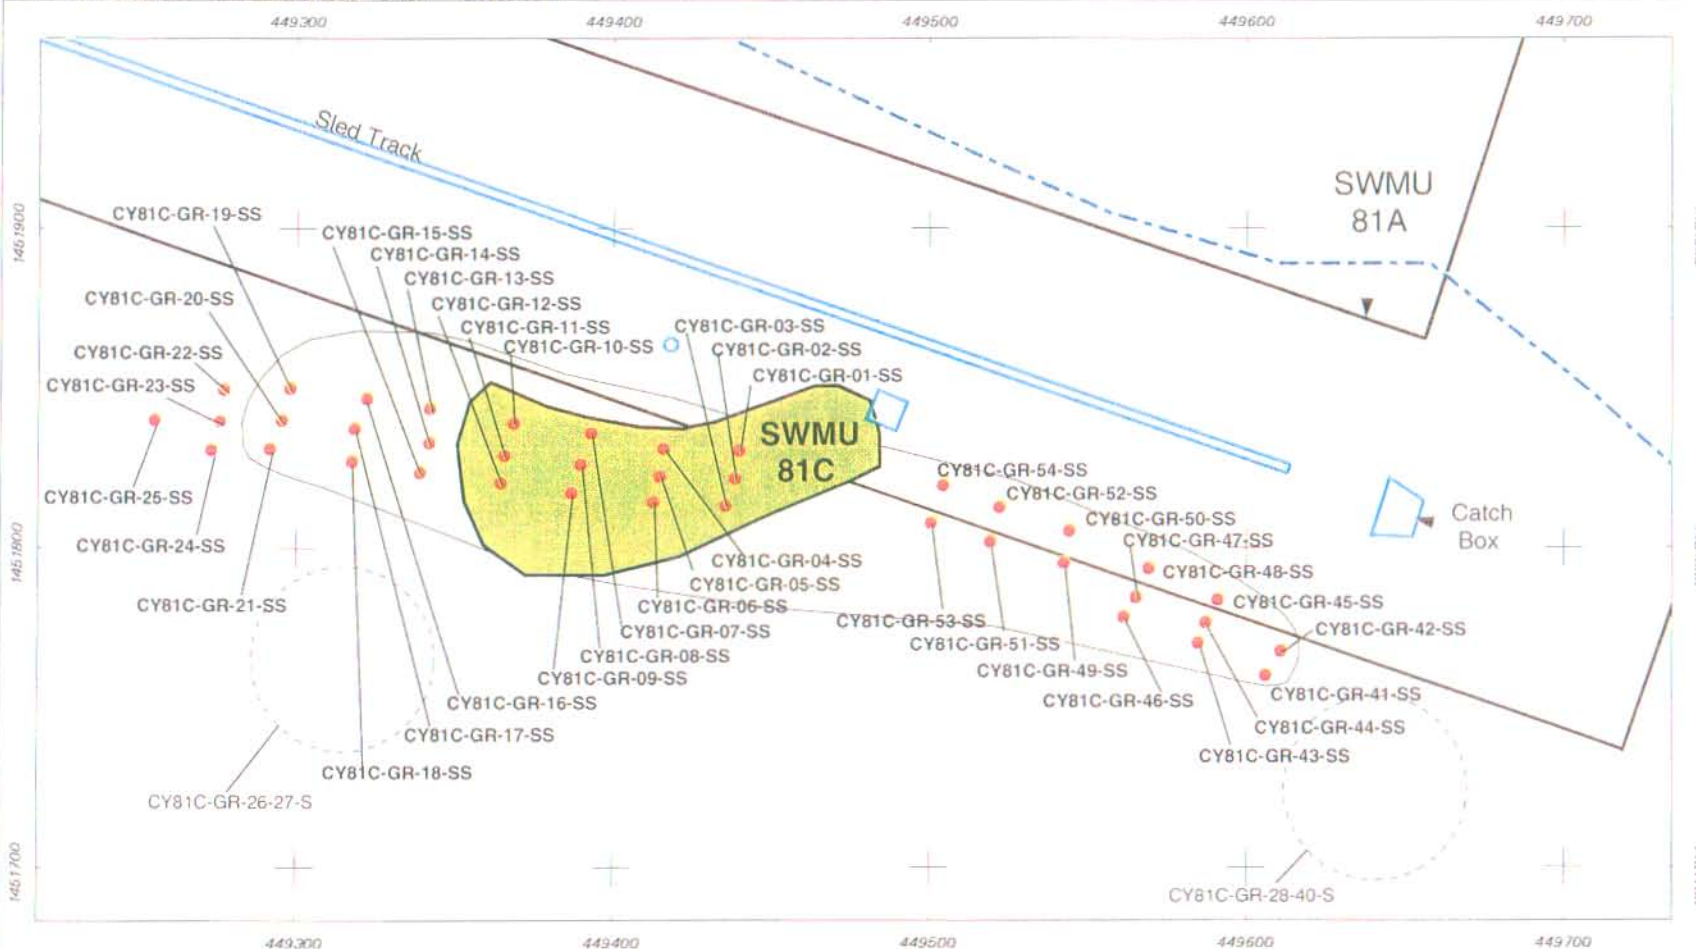 449300
449400
449500
449600
449700
Sled Track
SWMU
81A
CY81C-GR-19-SS
1451900
CY81C-GR-15-SS
CY81C-GR-14-SS
CY81C-GR-13-SS
CY81C-GR-20-SS
CY81C-GR-12-SS
CY81C-GR-11-SS
CY81C-GR-03-SS
CY81C-GR-10-SS
CY81C-GR-02-SS
CY81C-GR-22-SS
CY81C-GR-01-SS
CY81C-GR-23-SS
SWMU
81C
CY81C-GR-54-SS
CY81C-GR-25-SS
CY81C-GR-52-SS
CY81C-GR-50-SS
Catch
Box
CY81C-GR-47-SS
CY81C-GR-24-SS
1451800
CY81C-GR-04-SS
CY81C-GR-48-SS
CY81C-GR-05-SS
CY81C-GR-21-SS
CY81C-GR-06-SS
CY81C-GR-45-SS
CY81C-GR-53-SS
CY81C-GR-07-SS
CY81C-GR-42-SS
CY81C-GR-51-SS
CY81C-GR-08-SS
CY81C-GR-49-SS
CY81C-GR-09-SS
CY81C-GR-41-SS
CY81C-GR-16-SS
CY81C-GR-46-SS
CY81C-GR-44-SS
CY81C-GR-17-SS
CY81C-GR-43-SS
CY81C-GR-18-SS
CY81C-GR-26-27-S
1451700
CY81C-GR-28-40-S
449300
449400
449500
449600
449700